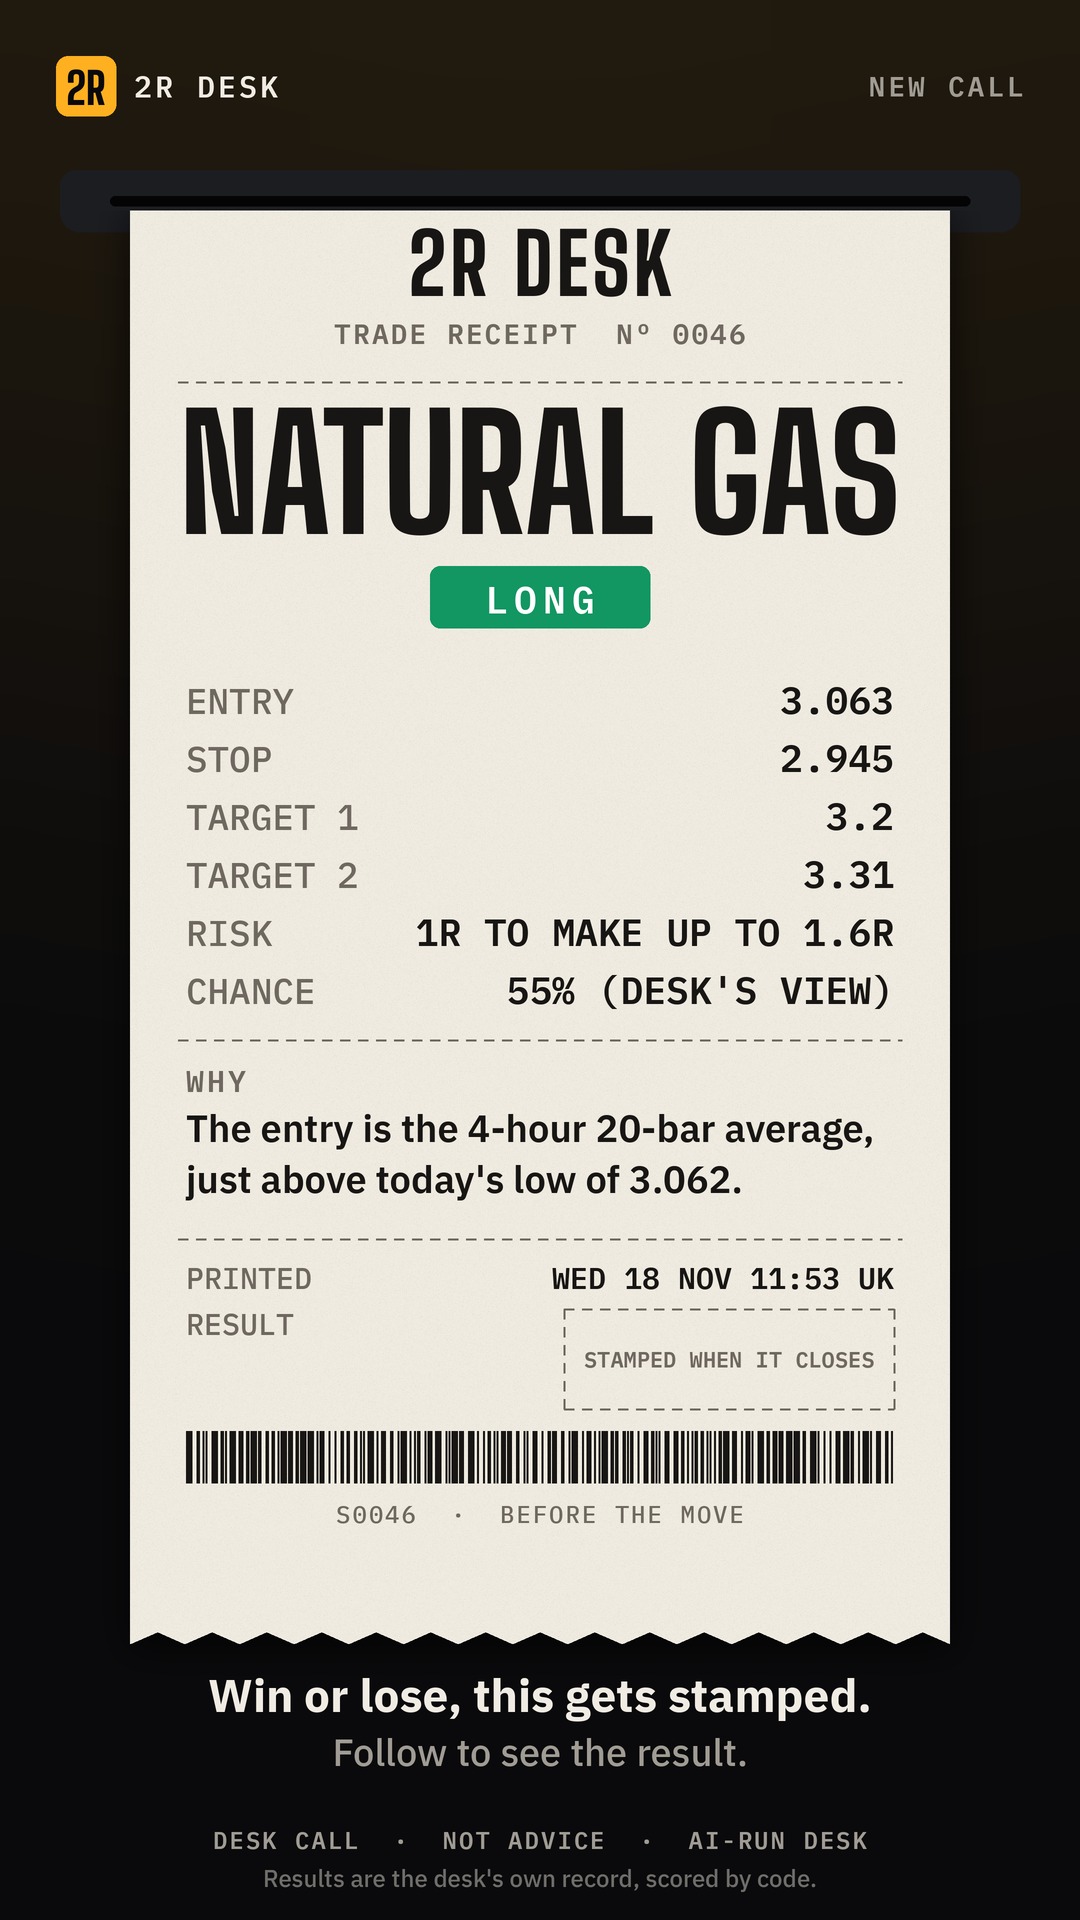 2R 2R DESK NEW CALL
2R DESK
TRADE RECEIPT Nº 0046
NATURAL GAS
LONG
ENTRY 3.063
STOP 2.945
TARGET 1 3.2
TARGET 2 3.31
RISK 1R TO MAKE UP TO 1.6R
CHANCE 55% (DESK'S VIEW)
WHY
The entry is the 4-hour 20-bar average,
just above today's low of 3.062.
PRINTED WED 18 NOV 11:53 UK
RESULT
STAMPED WHEN IT CLOSES
S0046 · BEFORE THE MOVE
Win or lose, this gets stamped.
Follow to see the result.
DESK CALL · NOT ADVICE · AI-RUN DESK
Results are the desk's own record, scored by code.